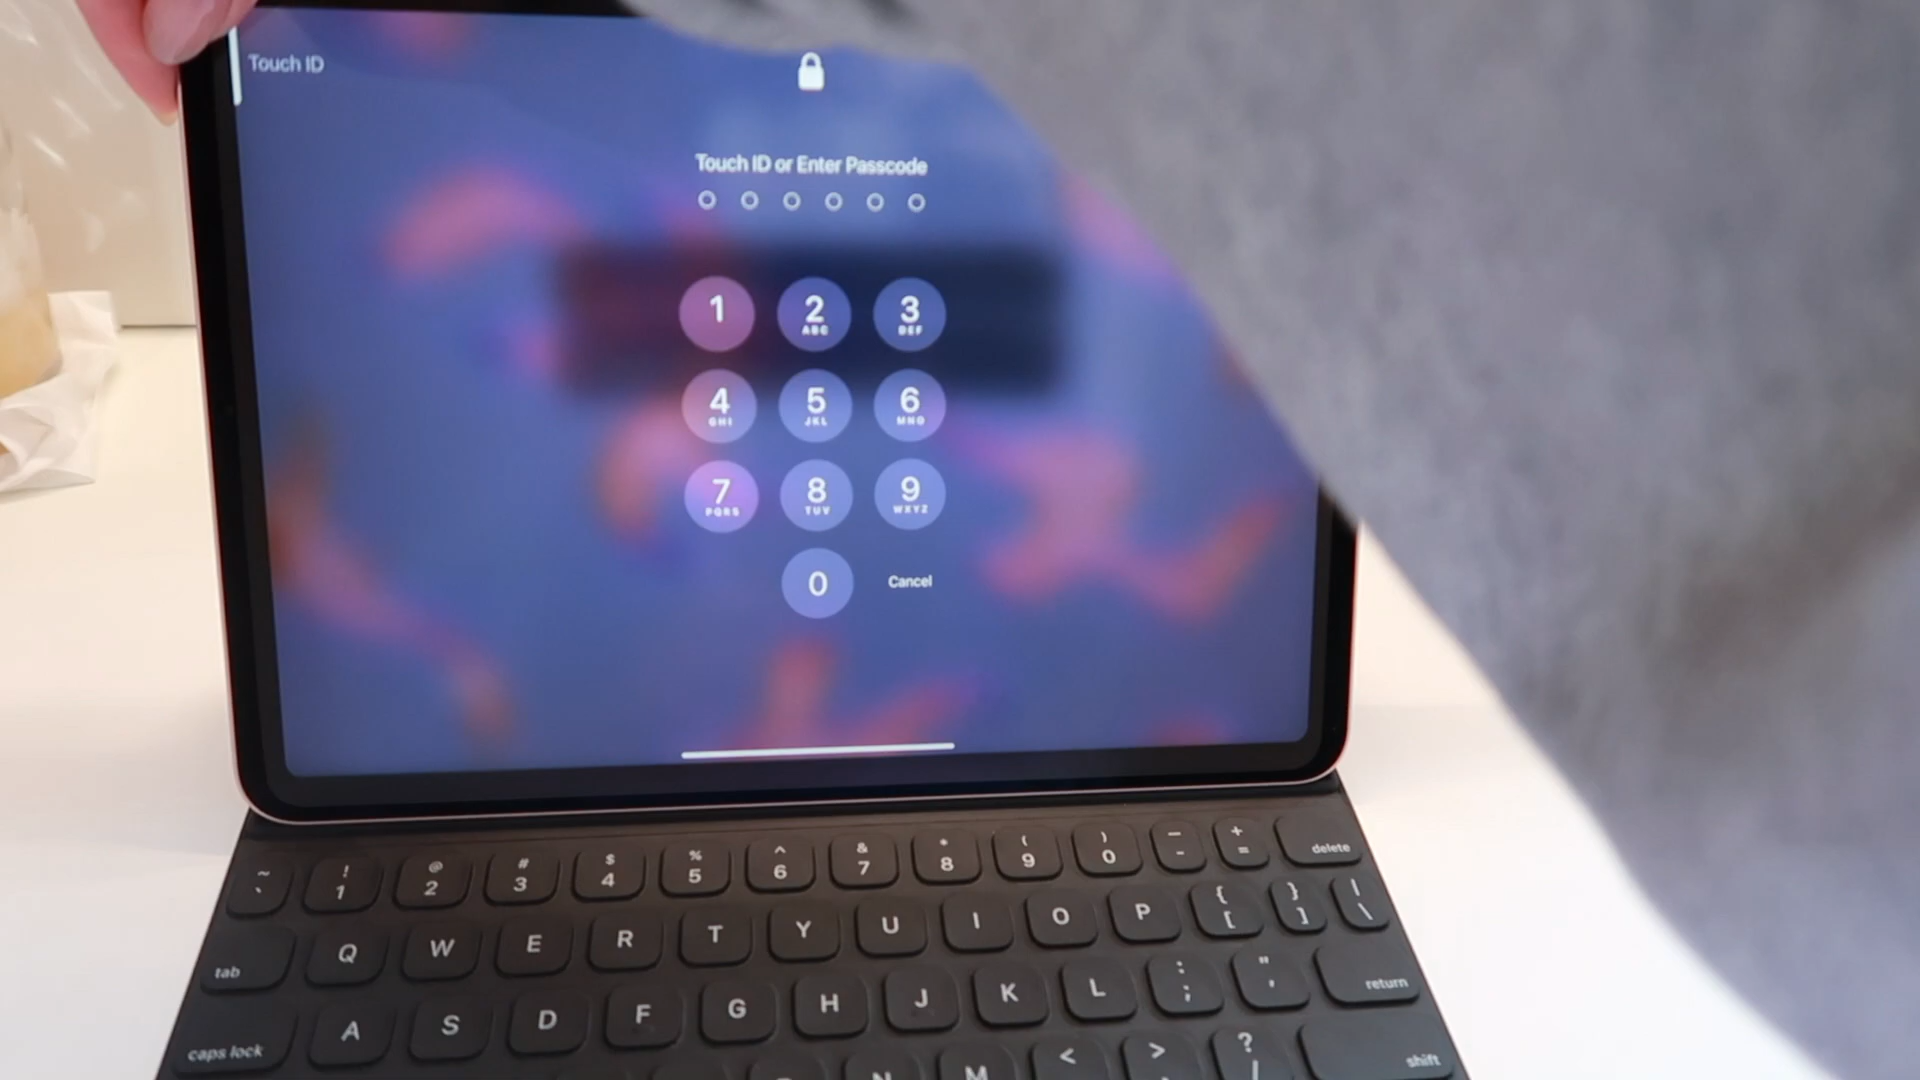 Touch ID
Touch ID or Enter Passcode
1 2 3
ABC DEF
4 5 6
GHI JKL MNO
7 8 9
PQRS TUV WXYZ
0 Cancel
~ ! @ # $ % ^ & * ( ) — +
` 1 2 3 4 5 6 7 8 9 0 - = delete
{ } |
tab Q W E R T Y U I O P [ ] \
: "
caps lock A S D F G H J K L ; ' return
< > ?
N M , . / shift